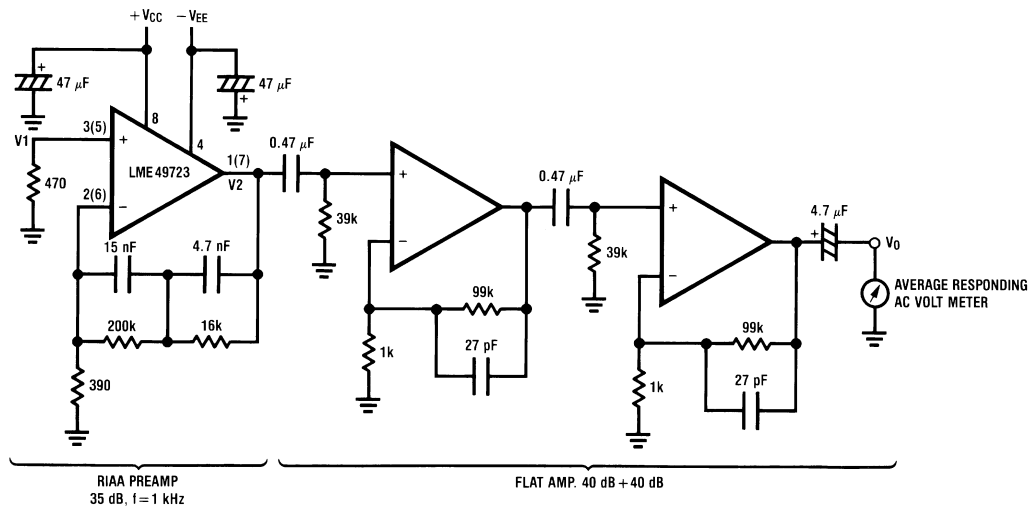 +VCC −VEE
+
47 μF
47 μF
+
8
4
V1
3(5)
+
LME49723
1(7)
V2
470
2(6)
−
15 nF
4.7 nF
200k
16k
390
0.47 μF
39k
+
−
99k
27 pF
1k
0.47 μF
39k
+
−
99k
27 pF
1k
4.7 μF
+
VO
AVERAGE RESPONDING
AC VOLT METER
RIAA PREAMP
35 dB, f=1 kHz
FLAT AMP. 40 dB+40 dB